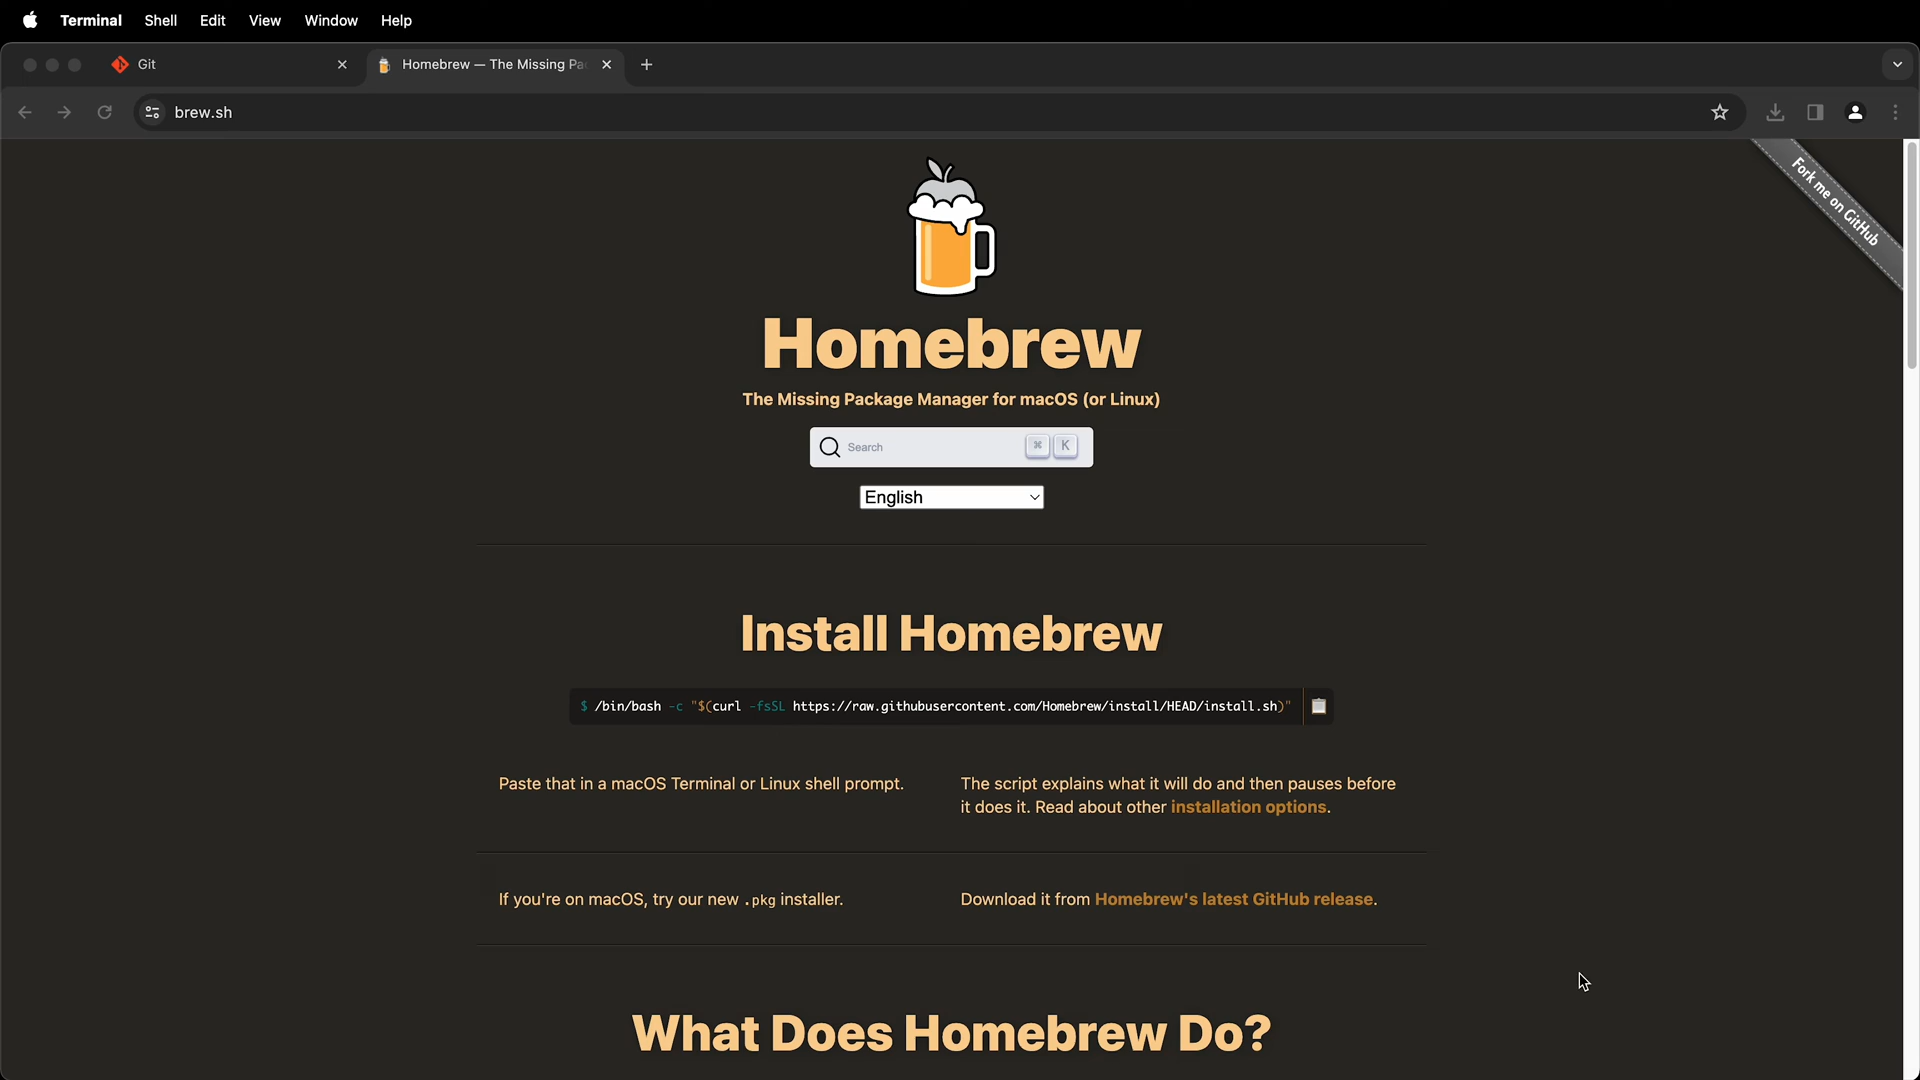 Terminal Shell Edit View Window Help
Git
Homebrew — The Missing Pa
brew.sh
Fork me on GitHub
Homebrew
The Missing Package Manager for macOS (or Linux)
Search ⌘ K
English
Install Homebrew
$ /bin/bash -c "$(curl -fsSL https://raw.githubusercontent.com/Homebrew/install/HEAD/install.sh)"
Paste that in a macOS Terminal or Linux shell prompt.
The script explains what it will do and then pauses before
it does it. Read about other installation options.
If you're on macOS, try our new .pkg installer.
Download it from Homebrew's latest GitHub release.
What Does Homebrew Do?